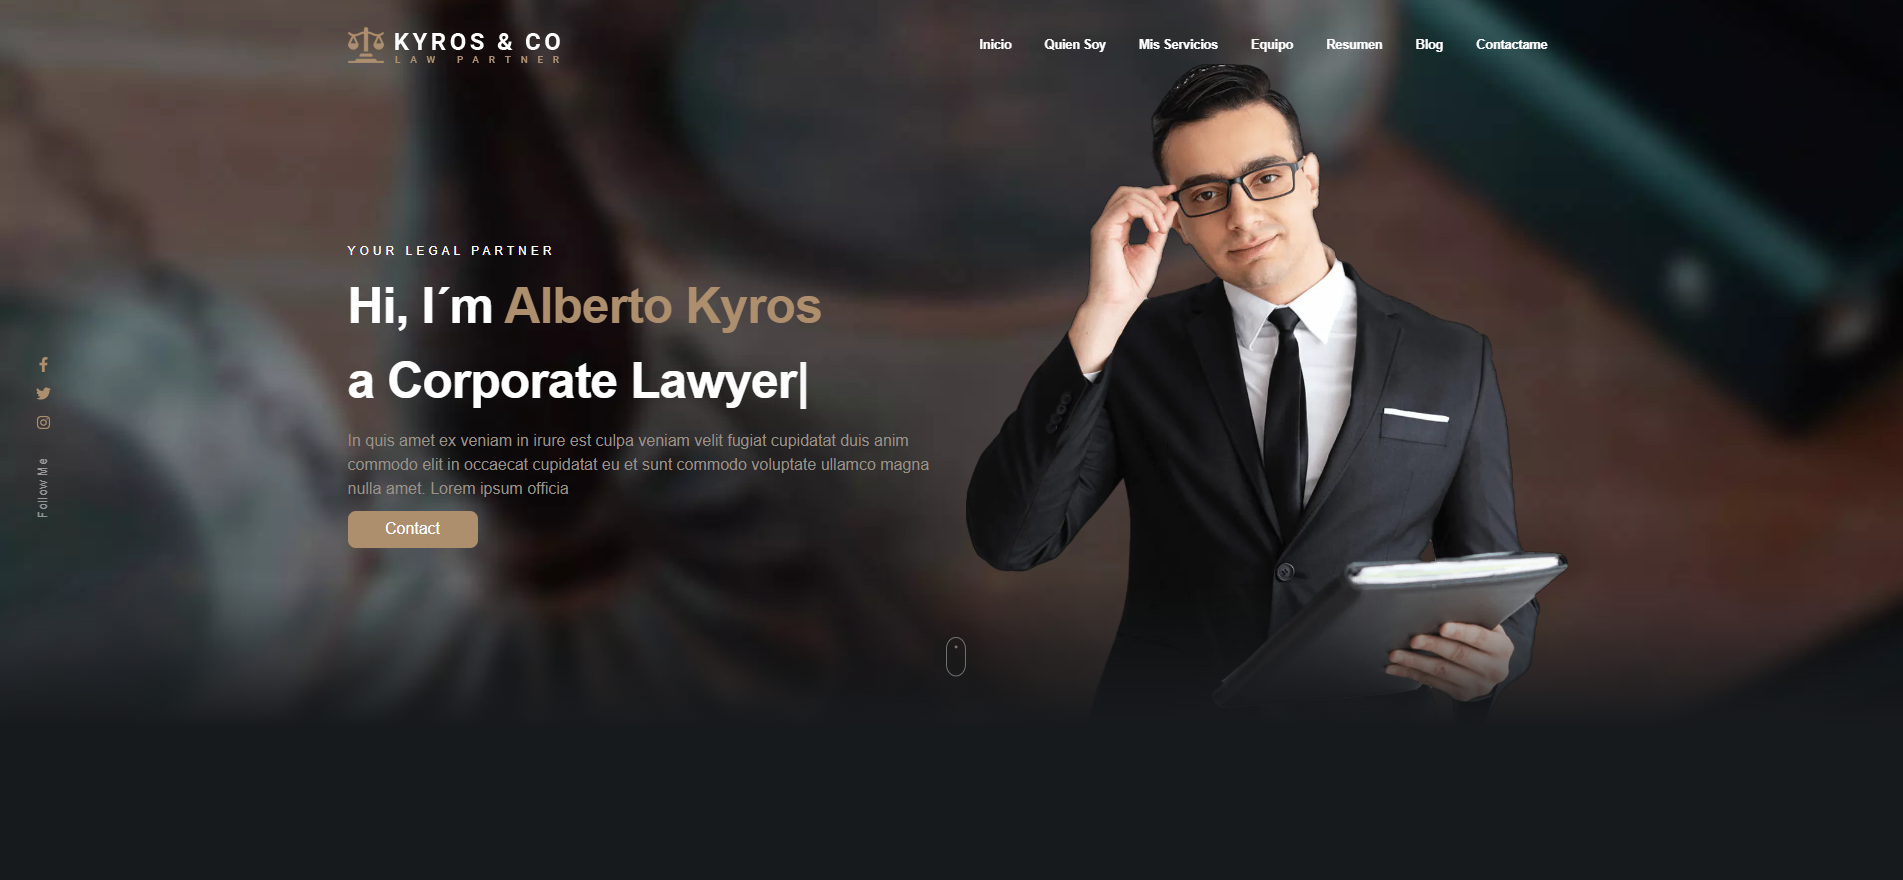 KYROS & CO
LAW PARTNER
Inicio Quien Soy Mis Servicios Equipo Resumen Blog Contactame
YOUR LEGAL PARTNER
Hi, I´m Alberto Kyros
a Corporate Lawyer|
In quis amet ex veniam in irure est culpa veniam velit fugiat cupidatat duis anim
commodo elit in occaecat cupidatat eu et sunt commodo voluptate ullamco magna
nulla amet. Lorem ipsum officia
Contact
Follow Me